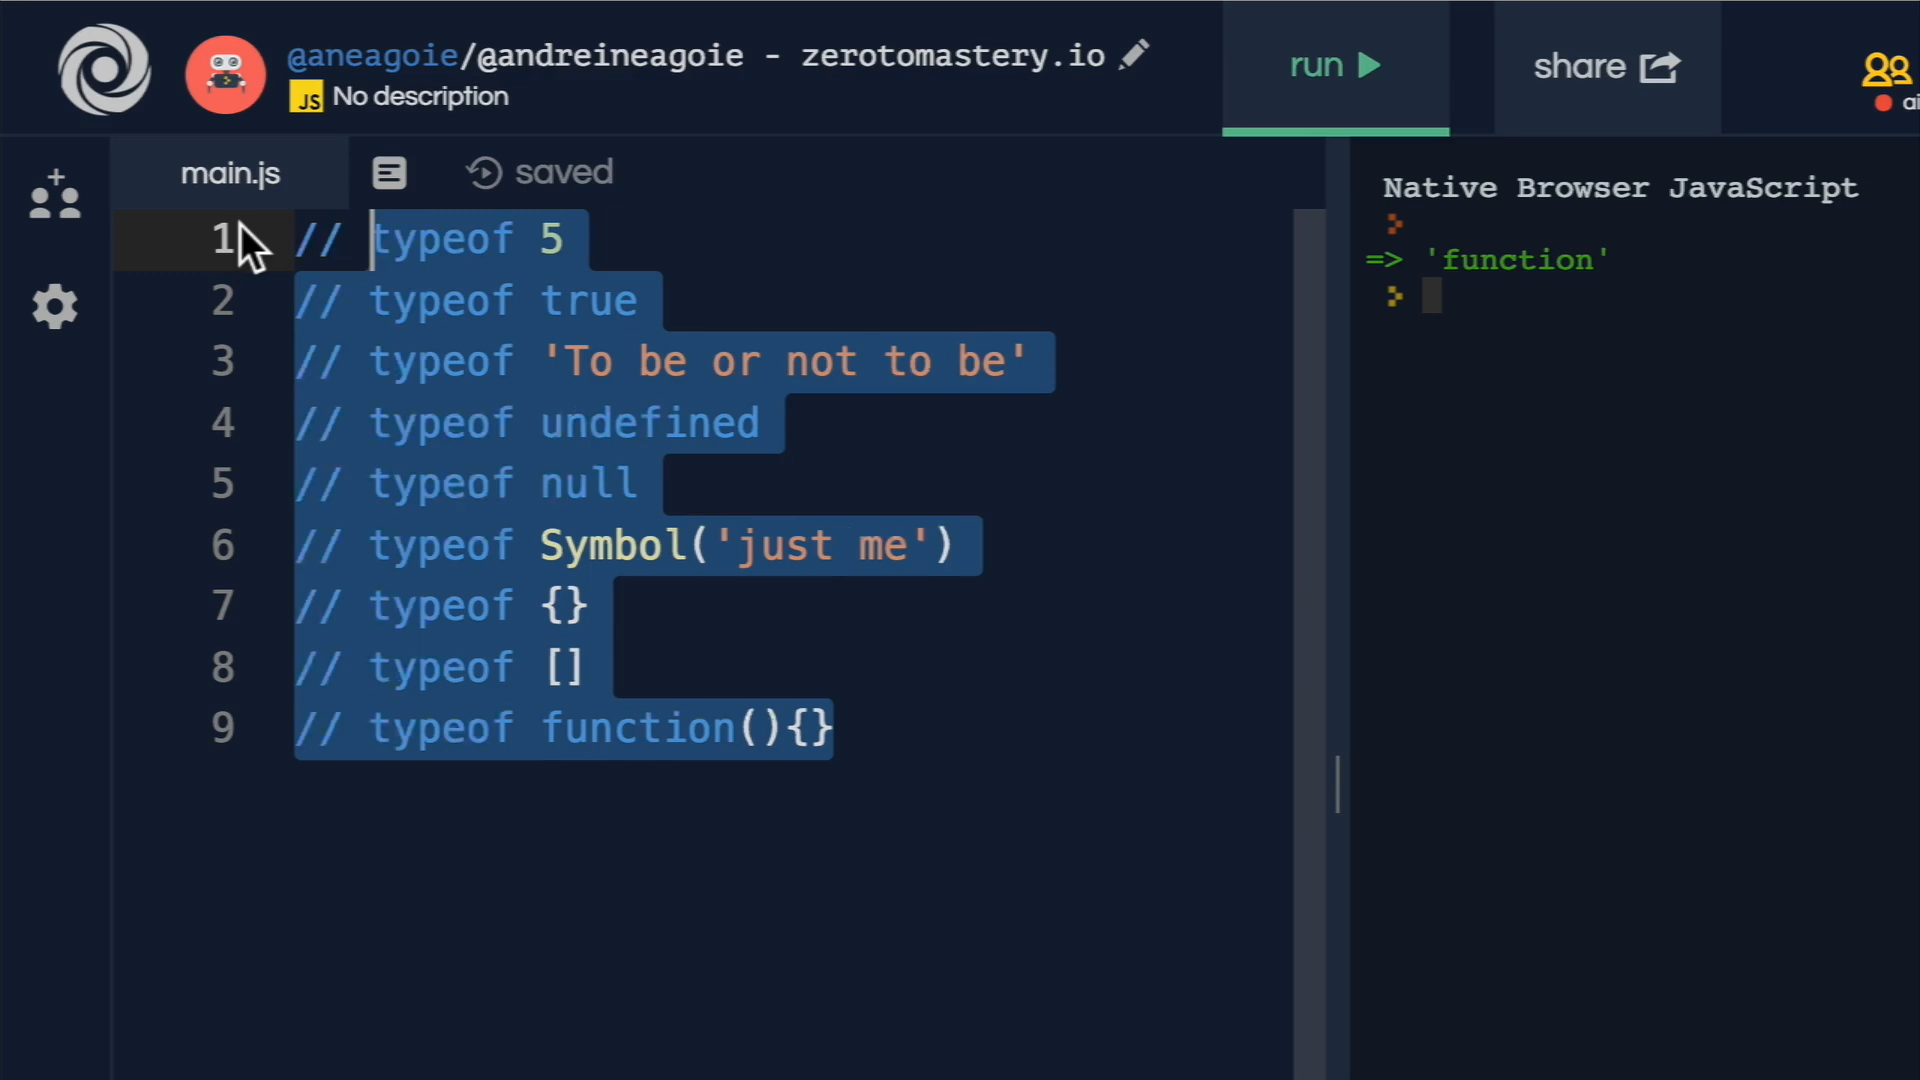 @aneagoie/@andreineagoie - zerotomastery.io
JS No description
run
share
main.js
saved
1 // typeof 5
2 // typeof true
3 // typeof 'To be or not to be'
4 // typeof undefined
5 // typeof null
6 // typeof Symbol('just me')
7 // typeof {}
8 // typeof []
9 // typeof function(){}
Native Browser JavaScript
=> 'function'